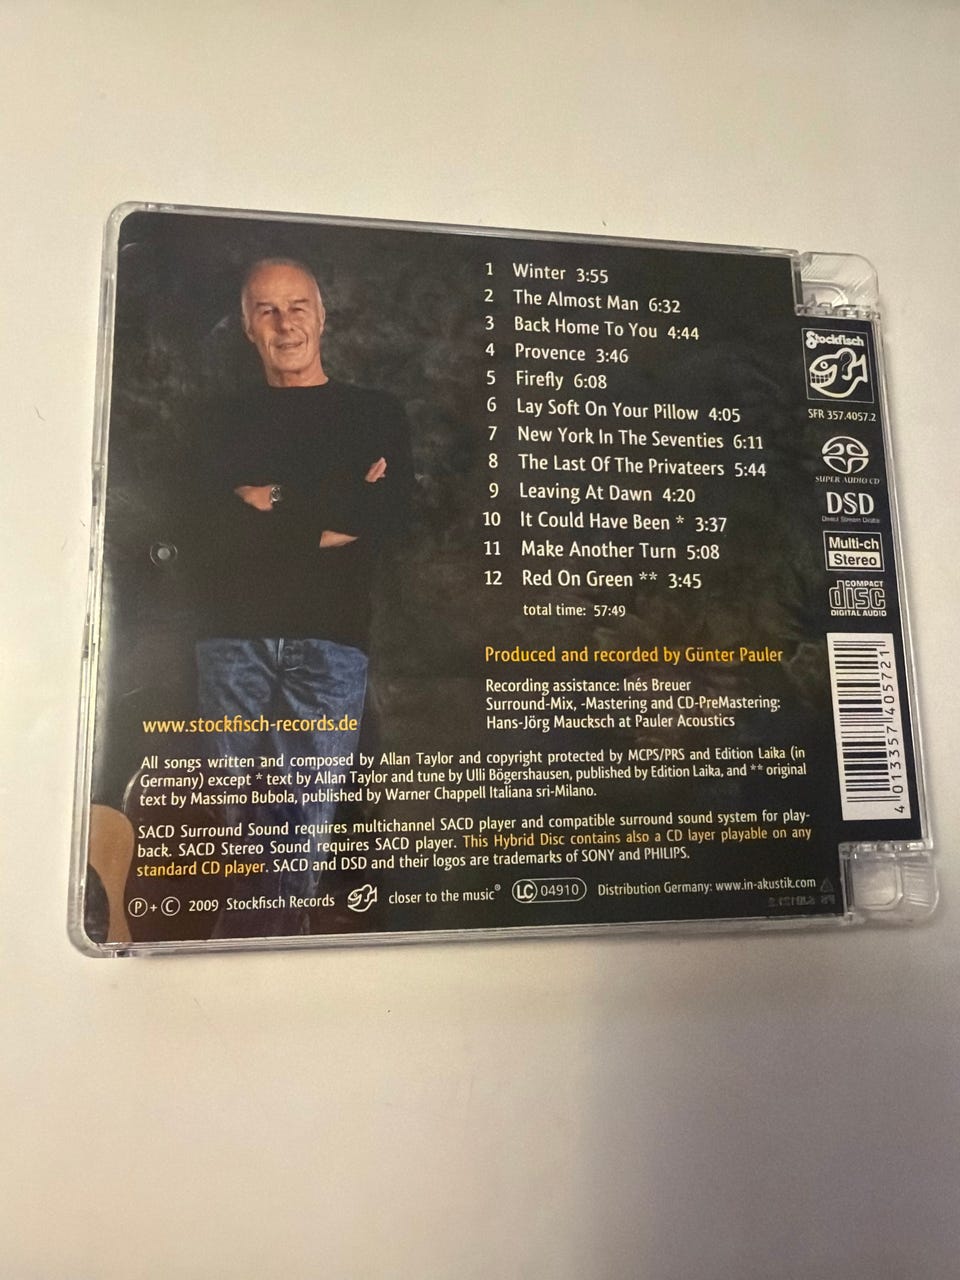 1 Winter 3:55
2 The Almost Man 6:32
3 Back Home To You 4:44
4 Provence 3:46
5 Firefly 6:08
6 Lay Soft On Your Pillow 4:05
7 New York In The Seventies 6:11
8 The Last Of The Privateers 5:44
9 Leaving At Dawn 4:20
10 It Could Have Been * 3:37
11 Make Another Turn 5:08
12 Red On Green ** 3:45
total time: 57:49
Produced and recorded by Günter Pauler
Recording assistance: Inés Breuer
Surround-Mix, -Mastering and CD-PreMastering:
Hans-Jörg Maucksch at Pauler Acoustics
www.stockfisch-records.de
All songs written and composed by Allan Taylor and copyright protected by MCPS/PRS and Edition Laika (in
Germany) except * text by Allan Taylor and tune by Ulli Bögershausen, published by Edition Laika, and ** original
text by Massimo Bubola, published by Warner Chappell Italiana sri-Milano.
SACD Surround Sound requires multichannel SACD player and compatible surround sound system for play-
back. SACD Stereo Sound requires SACD player. This Hybrid Disc contains also a CD layer playable on any
standard CD player. SACD and DSD and their logos are trademarks of SONY and PHILIPS.
℗ + © 2009 Stockfisch Records closer to the music® LC 04910 Distribution Germany: www.in-akustik.com
Stockfisch
SFR 357.4057.2
SUPER AUDIO CD
DSD
Direct Stream Digital
Multi-ch
Stereo
COMPACT
disc
DIGITAL AUDIO
4 013357 405721